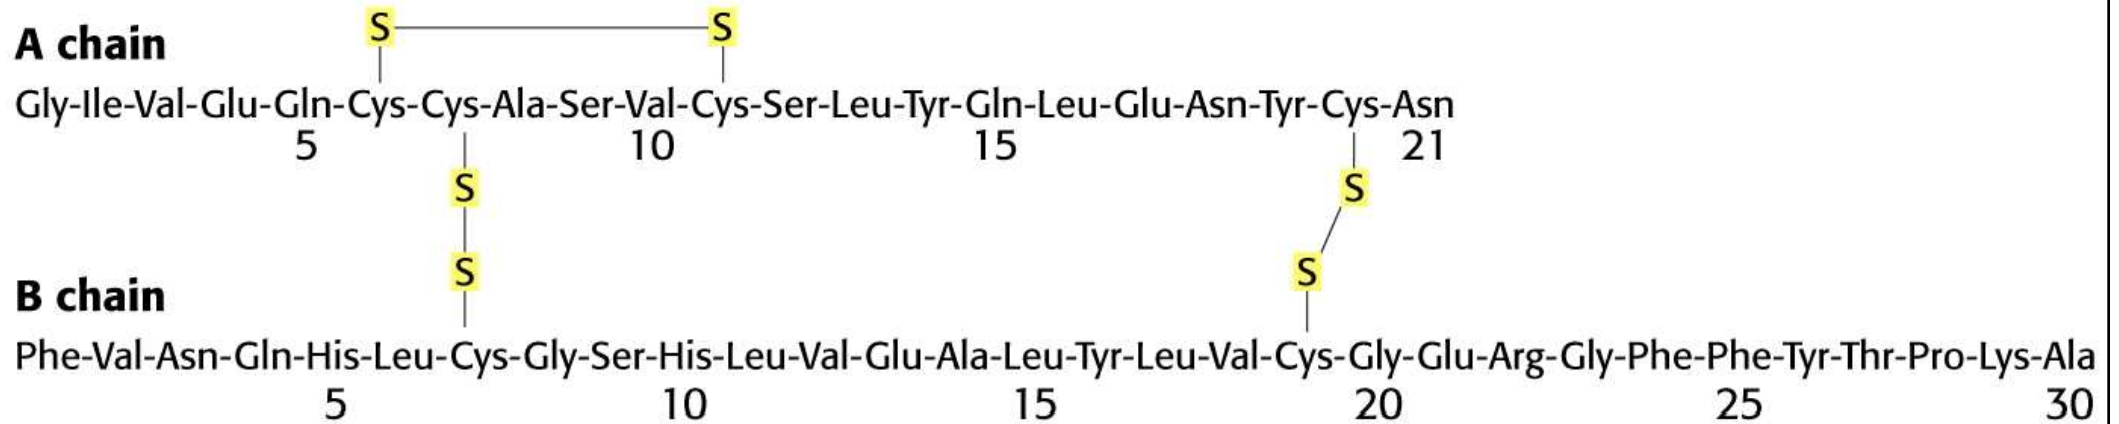 S S
A chain
Gly-Ile-Val-Glu-Gln-Cys-Cys-Ala-Ser-Val-Cys-Ser-Leu-Tyr-Gln-Leu-Glu-Asn-Tyr-Cys-Asn
5 10 15 21
S S
S S
B chain
Phe-Val-Asn-Gln-His-Leu-Cys-Gly-Ser-His-Leu-Val-Glu-Ala-Leu-Tyr-Leu-Val-Cys-Gly-Glu-Arg-Gly-Phe-Phe-Tyr-Thr-Pro-Lys-Ala
5 10 15 20 25 30